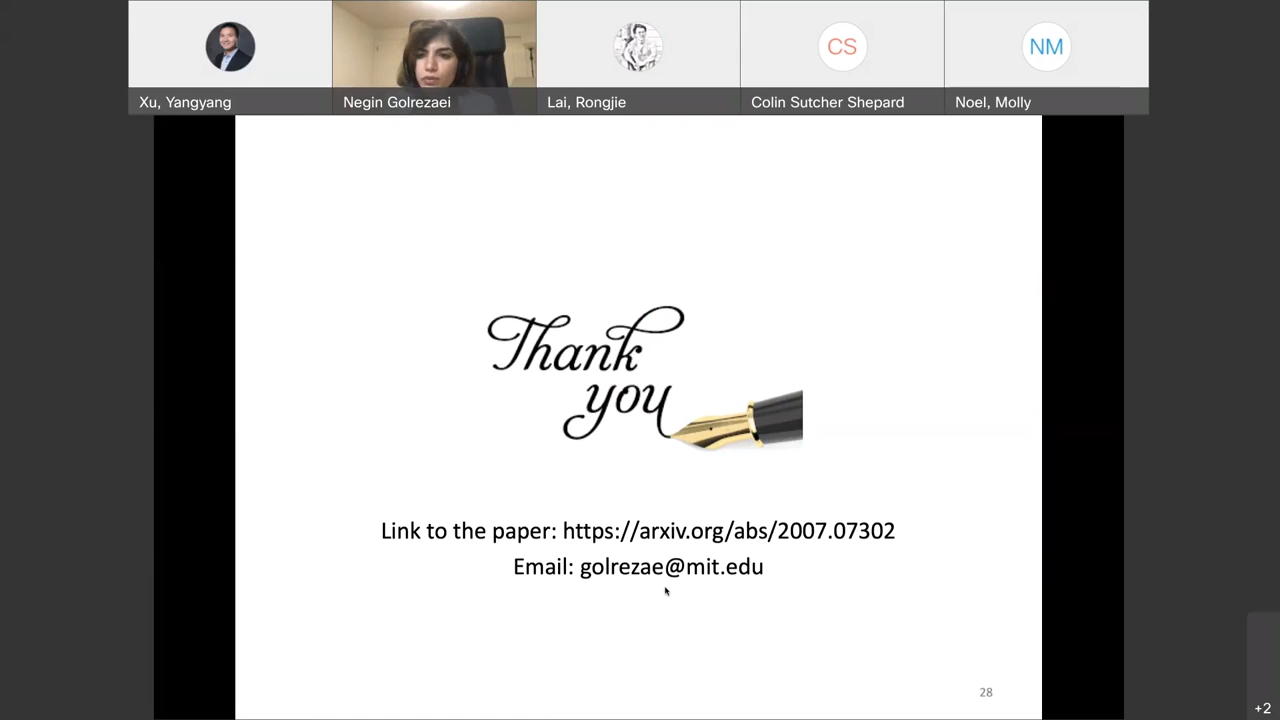 Xu, Yangyang
Negin Golrezaei
Lai, Rongjie
CS
Colin Sutcher Shepard
NM
Noel, Molly
Thank
you
Link to the paper: https://arxiv.org/abs/2007.07302
Email: golrezae@mit.edu
28
+2